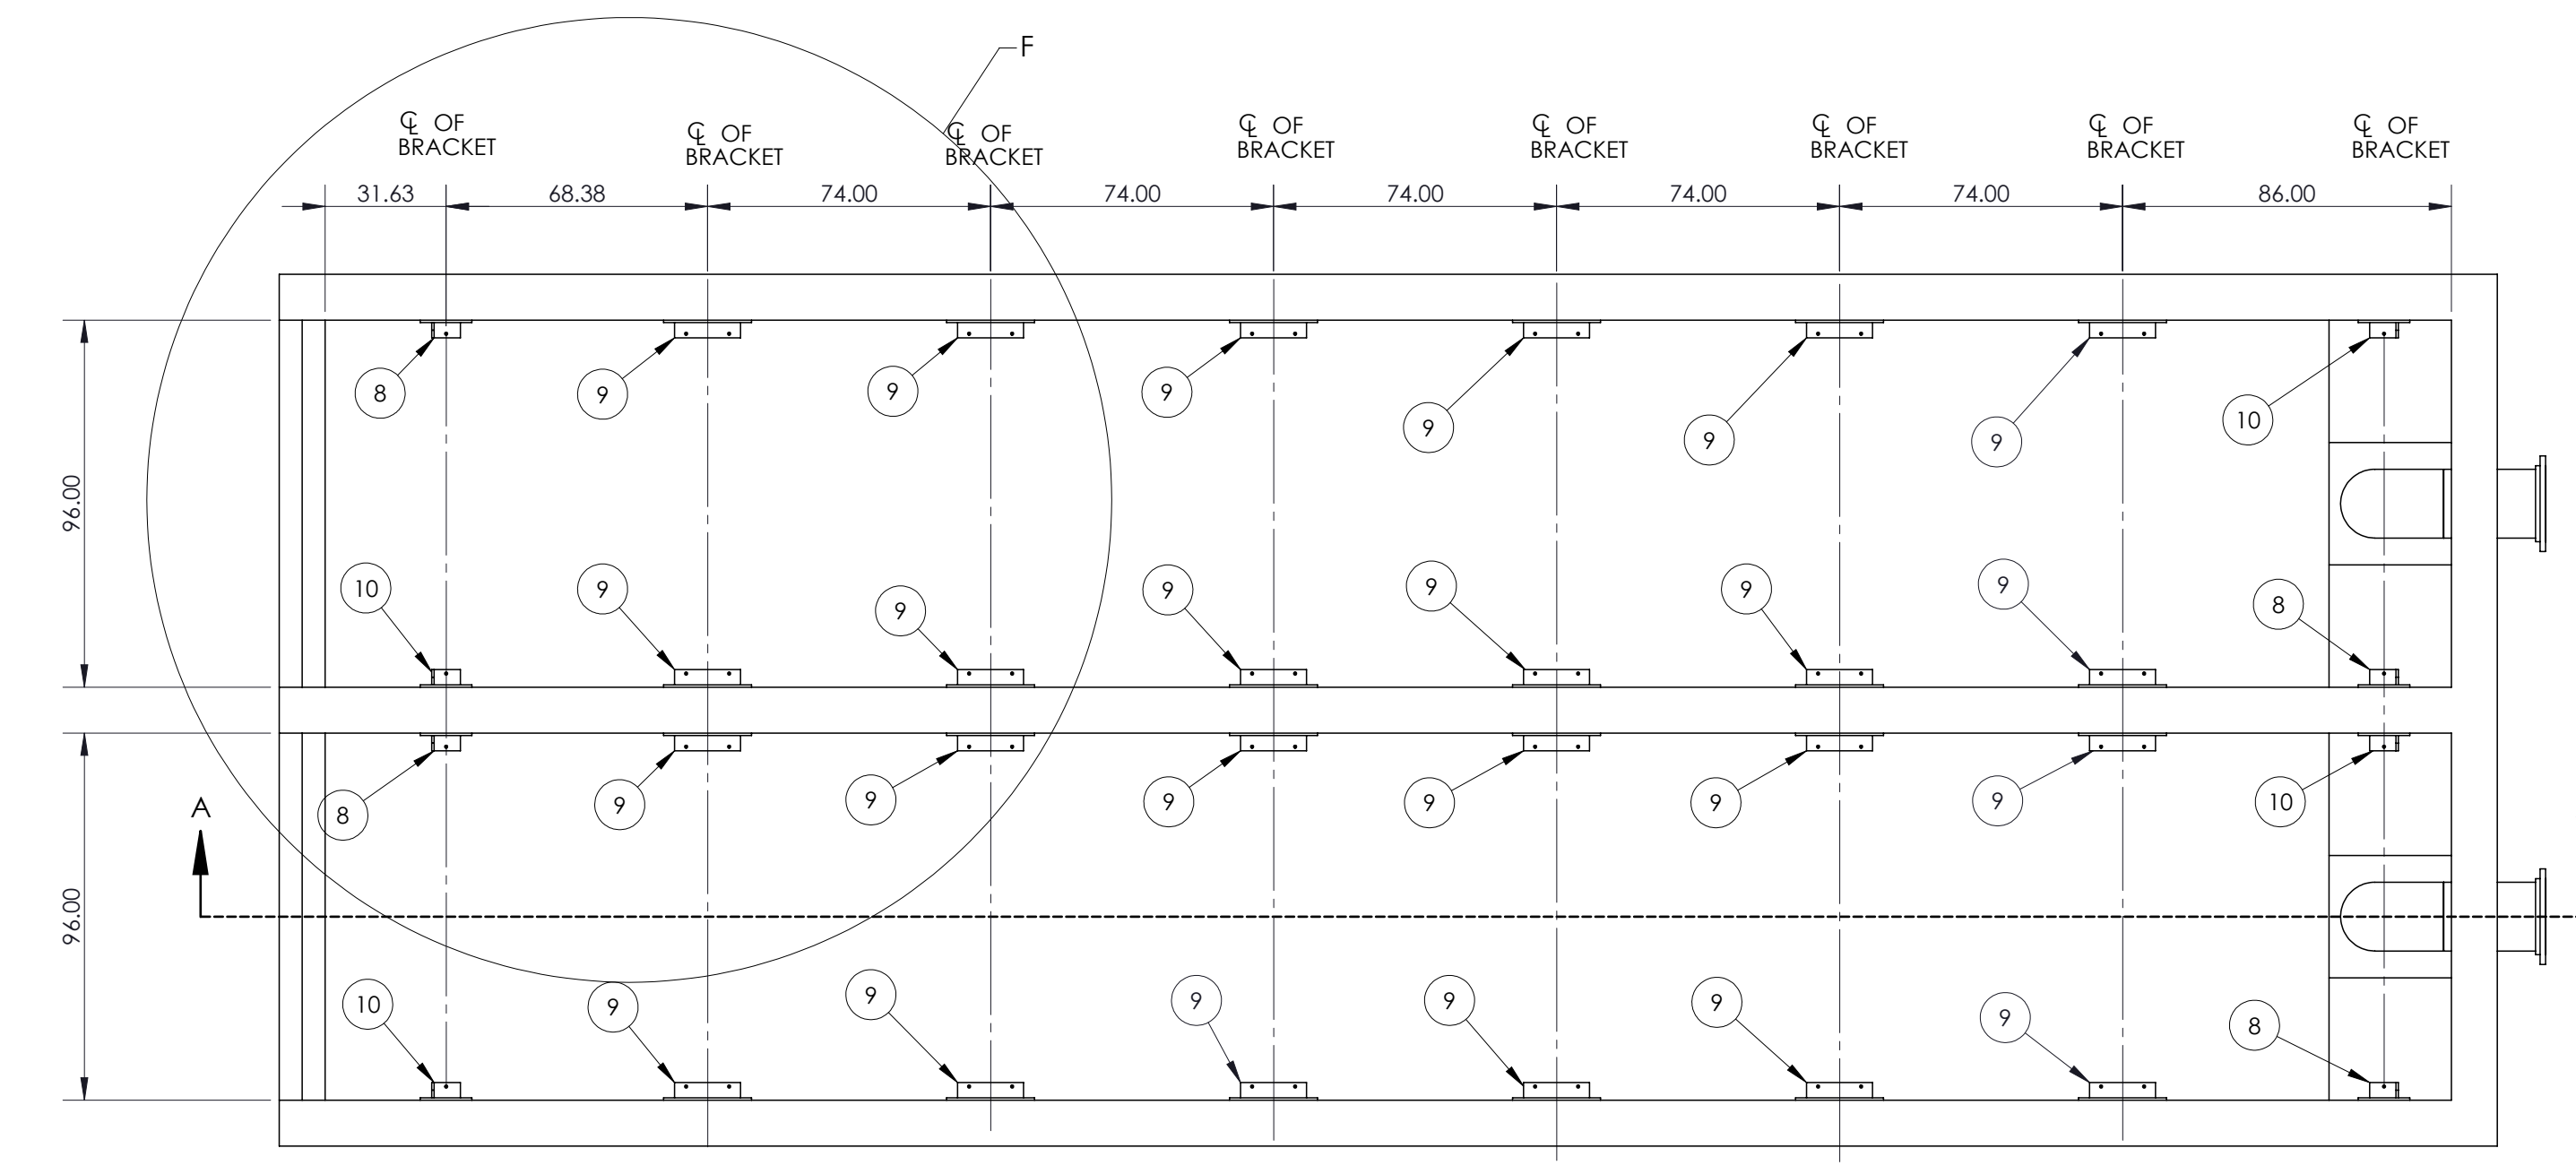 F
℄ OF
BRACKET
℄ OF
BRACKET
℄ OF
BRACKET
℄ OF
BRACKET
℄ OF
BRACKET
℄ OF
BRACKET
℄ OF
BRACKET
℄ OF
BRACKET
31.63 68.38 74.00 74.00 74.00 74.00 74.00 86.00
8 9 9 9 9 9 9 10
96.00
10 9 9 9 9 9 9 8
8 9 9 9 9 9 9 10
A
96.00
10 9 9 9 9 9 9 8